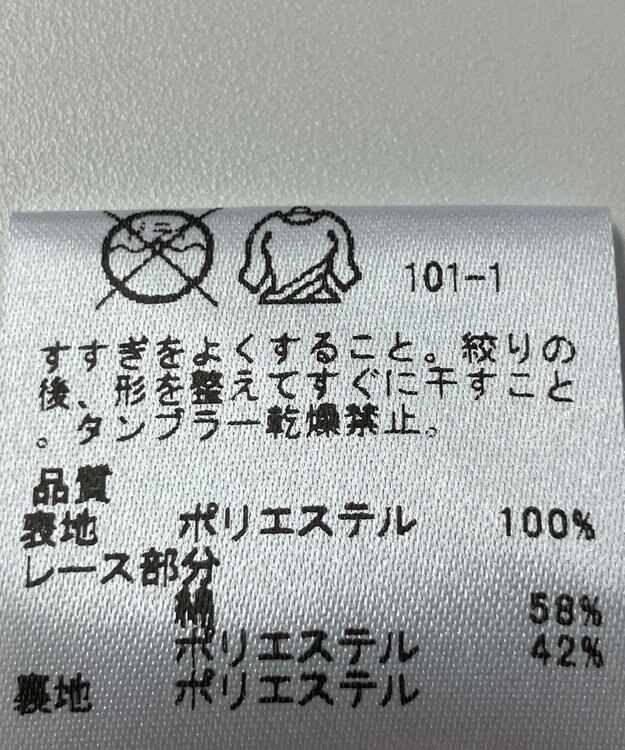 101-1
すすぎをよくすること。絞りの
後、形を整えてすぐに干すこと
。タンブラー乾燥禁止。
品質
表地 ポリエステル 100%
レース部分
綿 58%
ポリエステル 42%
裏地 ポリエステル